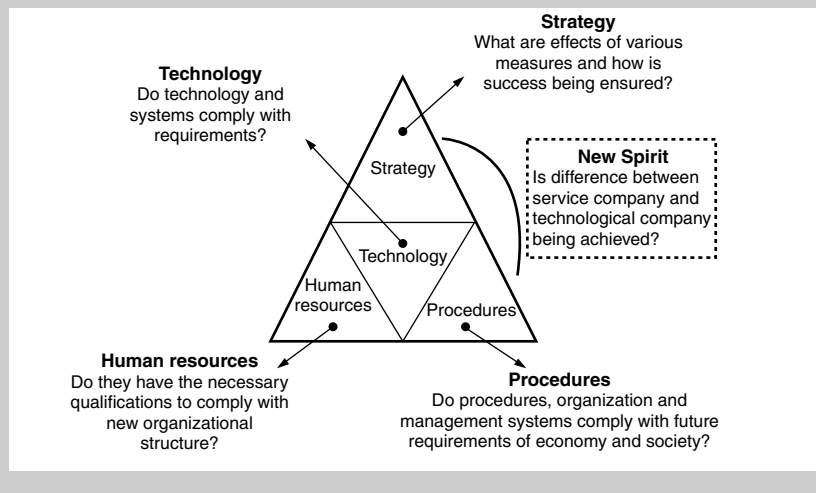 Strategy
What are effects of various
measures and how is
success being ensured?
Technology
Do technology and
systems comply with
requirements?
Strategy
New Spirit
Is difference between
service company and
technological company
being achieved?
Technology
Human
resources
Procedures
Human resources
Do they have the necessary
qualifications to comply with
new organizational
structure?
Procedures
Do procedures, organization and
management systems comply with future
requirements of economy and society?